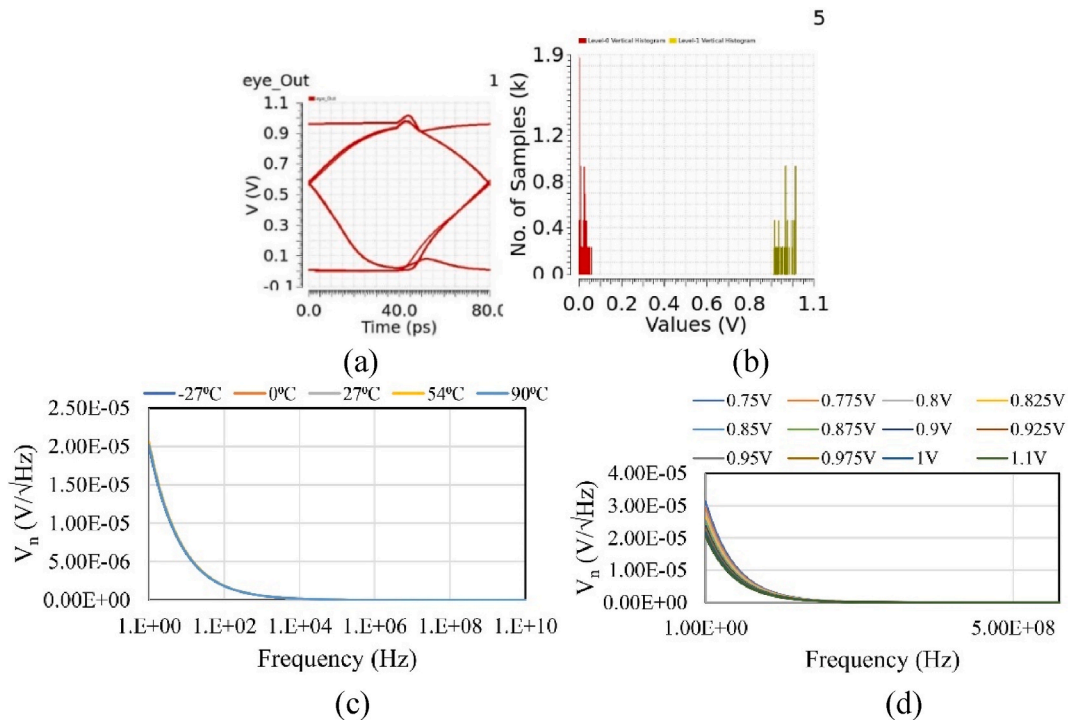 5
Level-0 Vertical Histogram Level-1 Vertical Histogram
eye_Out 1
eye_Out
1.1
0.9
0.7
0.5
0.3
0.1
-0.1
V (V)
0.0 40.0 80.0
Time (ps)
(a)
1.9
1.2
0.8
0.4
0.0
No. of Samples (k)
0.0 0.2 0.4 0.6 0.8 1.1
Values (V)
(b)
-27ºC 0ºC 27ºC 54ºC 90ºC
2.50E-05
2.00E-05
1.50E-05
1.00E-05
5.00E-06
0.00E+00
Vn (V/√Hz)
1.E+00 1.E+02 1.E+04 1.E+06 1.E+08 1.E+10
Frequency (Hz)
(c)
0.75V 0.775V 0.8V 0.825V
0.85V 0.875V 0.9V 0.925V
0.95V 0.975V 1V 1.1V
4.00E-05
3.00E-05
2.00E-05
1.00E-05
0.00E+00
Vn (V/√Hz)
1.00E+00 5.00E+08
Frequency (Hz)
(d)